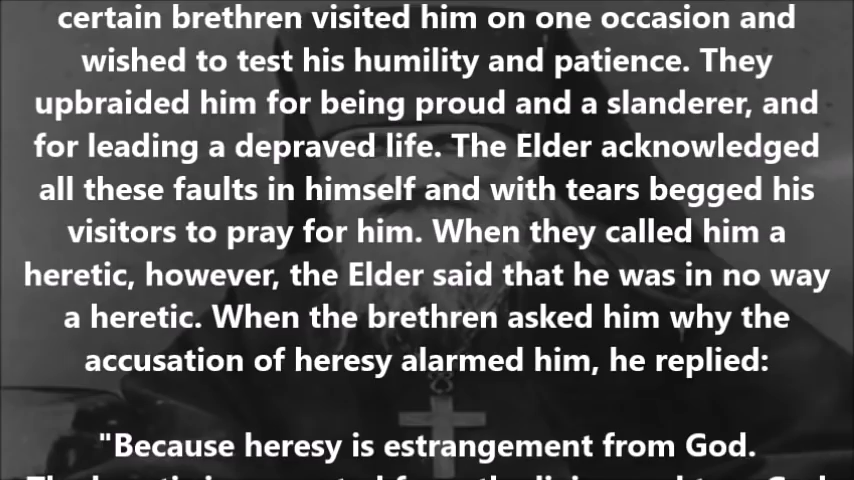 certain brethren visited him on one occasion and
wished to test his humility and patience. They
upbraided him for being proud and a slanderer, and
for leading a depraved life. The Elder acknowledged
all these faults in himself and with tears begged his
visitors to pray for him. When they called him a
heretic, however, the Elder said that he was in no way
a heretic. When the brethren asked him why the
accusation of heresy alarmed him, he replied:
"Because heresy is estrangement from God.